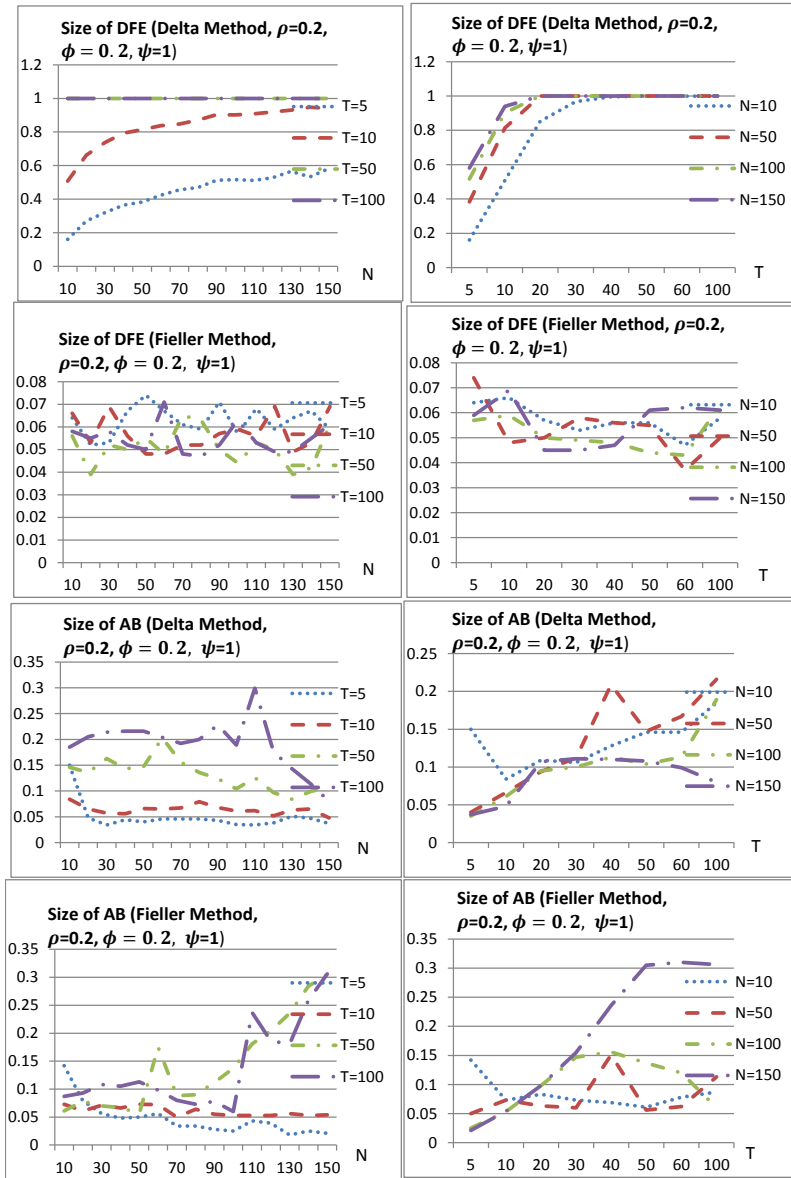 Size of DFE (Delta Method, ρ=0.2,
ϕ = 0.2, ψ=1)
1.2
1
0.8
0.6
0.4
0.2
0
10 30 50 70 90 110 130 150
N
T=5
T=10
T=50
T=100
Size of DFE (Delta Method, ρ=0.2,
ϕ = 0.2, ψ=1)
1.2
1
0.8
0.6
0.4
0.2
0
5 10 20 30 40 50 60 100
T
N=10
N=50
N=100
N=150
Size of DFE (Fieller Method,
ρ=0.2, ϕ = 0.2, ψ=1)
0.08
0.07
0.06
0.05
0.04
0.03
0.02
0.01
0
10 30 50 70 90 110 130 150
N
T=5
T=10
T=50
T=100
Size of DFE (Fieller Method, ρ=0.2,
ϕ = 0.2, ψ=1)
0.08
0.07
0.06
0.05
0.04
0.03
0.02
0.01
0
5 10 20 30 40 50 60 100
T
N=10
N=50
N=100
N=150
Size of AB (Delta Method,
ρ=0.2, ϕ = 0.2, ψ=1)
0.35
0.3
0.25
0.2
0.15
0.1
0.05
0
10 30 50 70 90 110 130 150
N
T=5
T=10
T=50
T=100
Size of AB (Delta Method,
ρ=0.2, ϕ = 0.2, ψ=1)
0.25
0.2
0.15
0.1
0.05
0
5 10 20 30 40 50 60 100
T
N=10
N=50
N=100
N=150
Size of AB (Fieller Method,
ρ=0.2, ϕ = 0.2, ψ=1)
0.35
0.3
0.25
0.2
0.15
0.1
0.05
0
10 30 50 70 90 110 130 150
N
T=5
T=10
T=50
T=100
Size of AB (Fieller Method,
ρ=0.2, ϕ = 0.2, ψ=1)
0.35
0.3
0.25
0.2
0.15
0.1
0.05
0
5 10 20 30 40 50 60 100
T
N=10
N=50
N=100
N=150